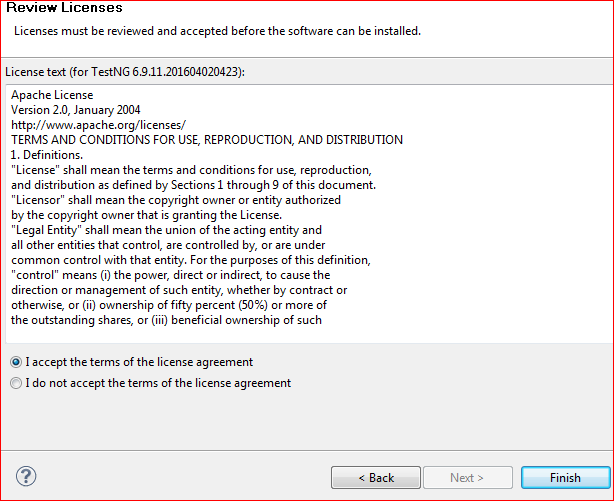 Review Licenses
Licenses must be reviewed and accepted before the software can be installed.
License text (for TestNG 6.9.11.201604020423):
Apache License
Version 2.0, January 2004
http://www.apache.org/licenses/
TERMS AND CONDITIONS FOR USE, REPRODUCTION, AND DISTRIBUTION
1. Definitions.
"License" shall mean the terms and conditions for use, reproduction,
and distribution as defined by Sections 1 through 9 of this document.
"Licensor" shall mean the copyright owner or entity authorized
by the copyright owner that is granting the License.
"Legal Entity" shall mean the union of the acting entity and
all other entities that control, are controlled by, or are under
common control with that entity. For the purposes of this definition,
"control" means (i) the power, direct or indirect, to cause the
direction or management of such entity, whether by contract or
otherwise, or (ii) ownership of fifty percent (50%) or more of
the outstanding shares, or (iii) beneficial ownership of such
I accept the terms of the license agreement
I do not accept the terms of the license agreement
?
< Back
Next >
Finish